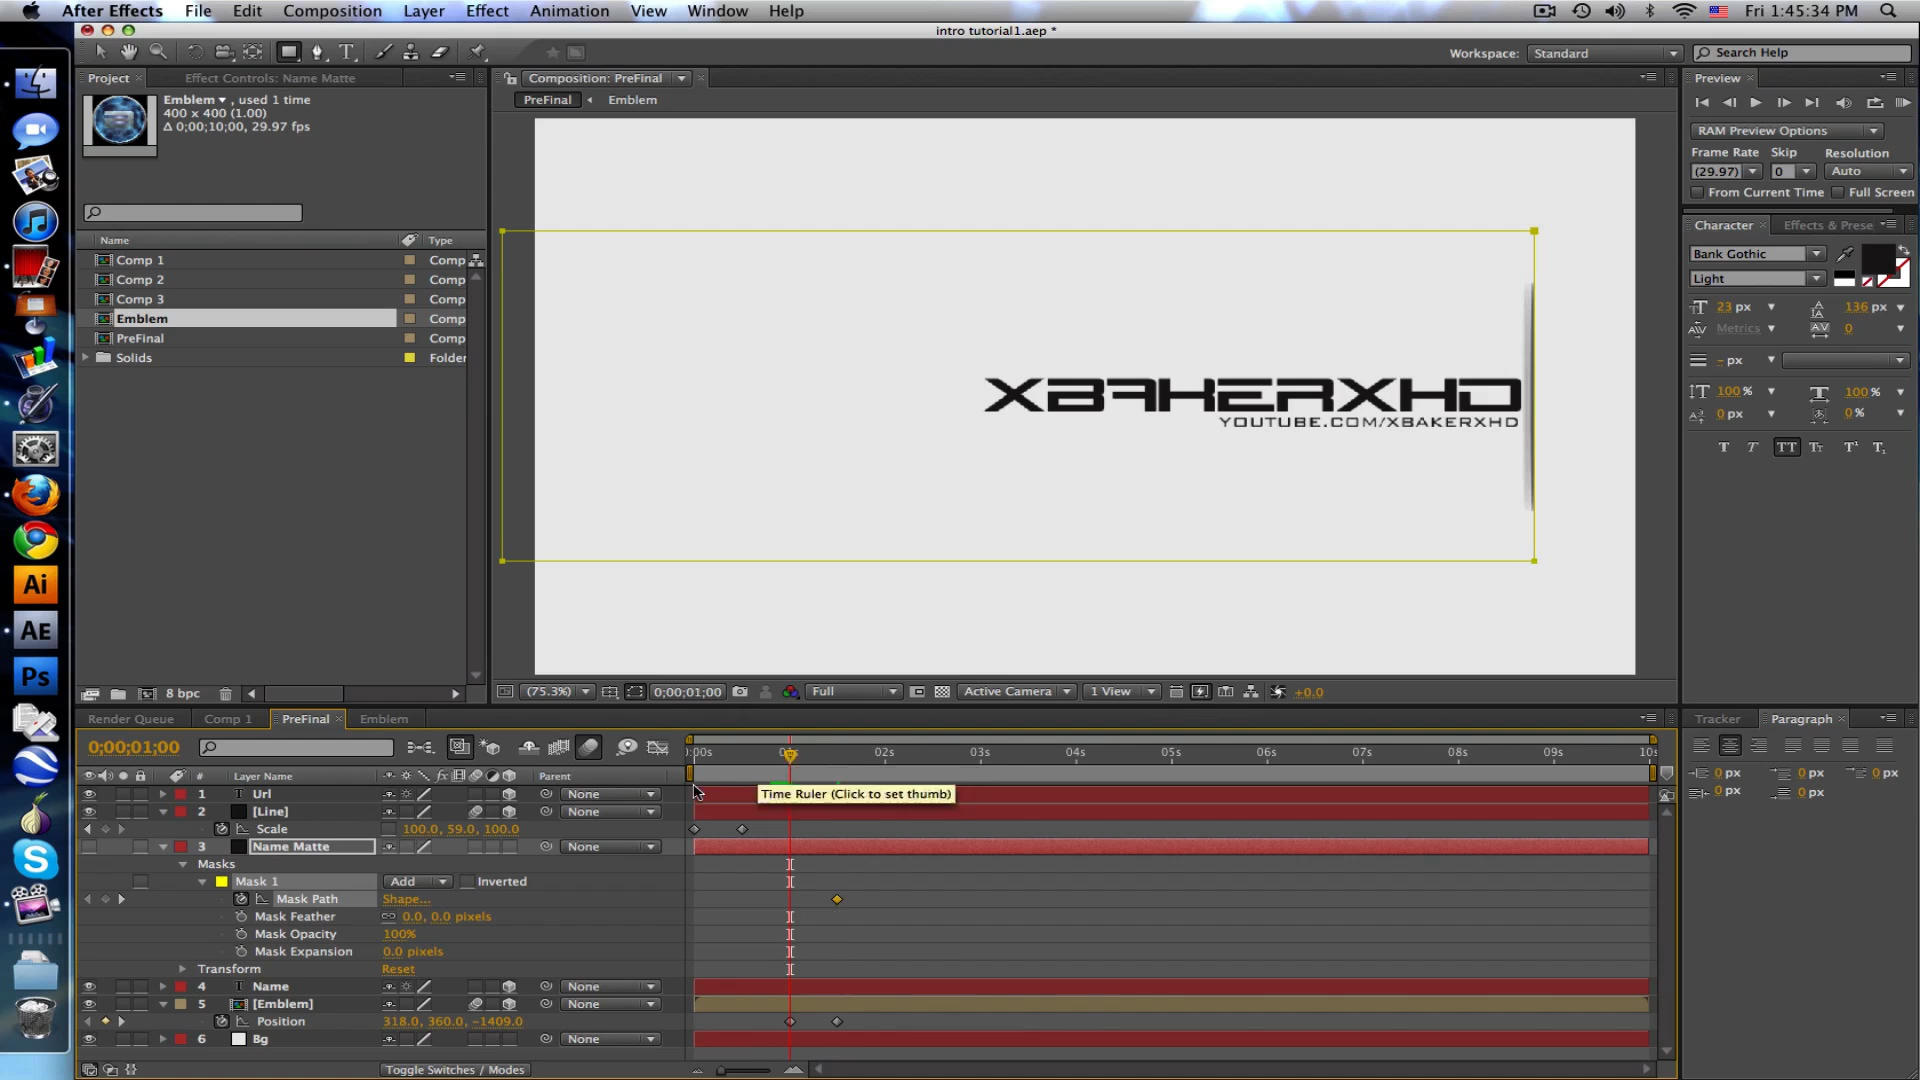 After Effects File Edit Composition Layer Effect Animation View Window Help Fri 1:45:34 PM
intro tutorial1.aep *
Workspace: Standard Search Help
Project Effect Controls: Name Matte
Emblem , used 1 time
400 x 400 (1.00)
Δ 0;00;10;00, 29.97 fps
Name Type
Comp 1 Comp
Comp 2 Comp
Comp 3 Comp
Emblem Comp
PreFinal Comp
Solids Folder
8 bpc
Composition: PreFinal
PreFinal Emblem
XBAKERXHD
YOUTUBE.COM/XBAKERXHD
(75.3%) 0;00;01;00 Full Active Camera 1 View +0.0
Preview
RAM Preview Options
Frame Rate Skip Resolution
(29.97) 0 Auto
From Current Time Full Screen
Character Effects & Prese
Bank Gothic
Light
23 px 136 px
Metrics 0
- px
100 % 100 %
0 px 0 %
T T TT Tt T¹ T₁
Ai
AE
Ps
Render Queue Comp 1 PreFinal Emblem
0;00;01;00
):00s 01s 02s 03s 04s 05s 06s 07s 08s 09s 10s
# Layer Name Parent
1 T Url None
2 [Line] None
Scale 100.0, 59.0, 100.0
3 Name Matte None
Masks
Mask 1 Add Inverted
Mask Path Shape...
Mask Feather 0.0, 0.0 pixels
Mask Opacity 100%
Mask Expansion 0.0 pixels
Transform Reset
4 T Name None
5 [Emblem] None
Position 318.0, 360.0, -1409.0
6 Bg None
Toggle Switches / Modes
Time Ruler (Click to set thumb)
Tracker Paragraph
0 px 0 px 0 px
0 px 0 px